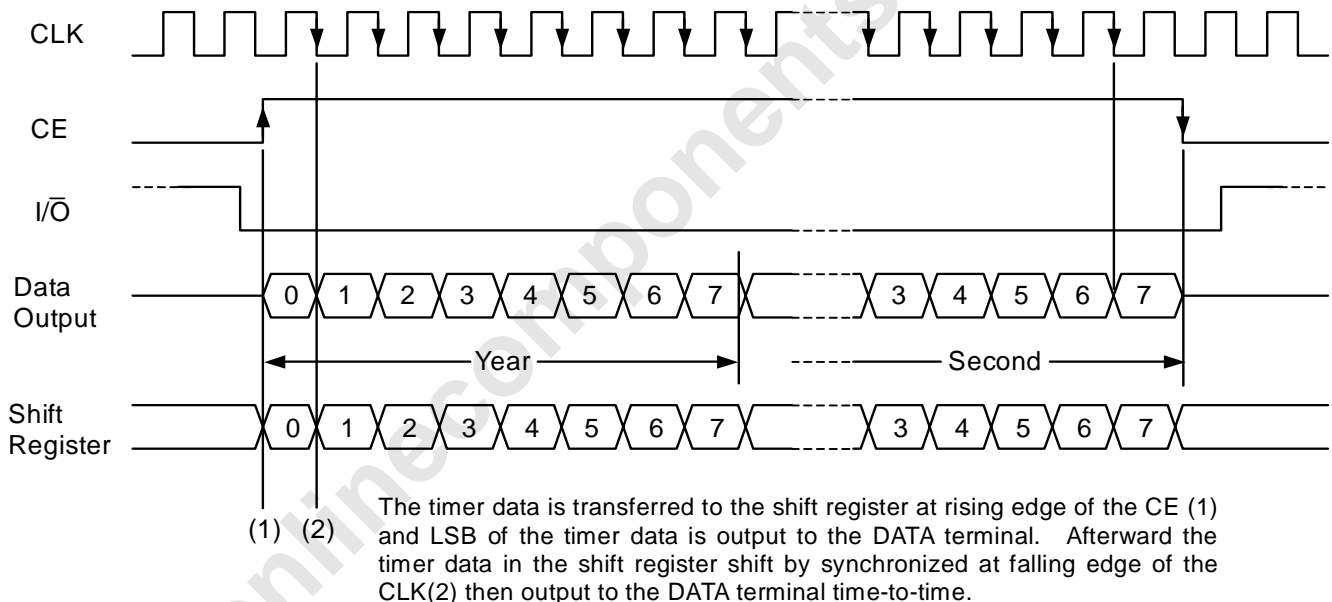 CLK
CE
I/O̅
Data
Output
0 1 2 3 4 5 6 7 3 4 5 6 7
Year Second
Shift
Register
0 1 2 3 4 5 6 7 3 4 5 6 7
(1) (2)
The timer data is transferred to the shift register at rising edge of the CE (1)
and LSB of the timer data is output to the DATA terminal. Afterward the
timer data in the shift register shift by synchronized at falling edge of the
CLK(2) then output to the DATA terminal time-to-time.
onlinecomponents